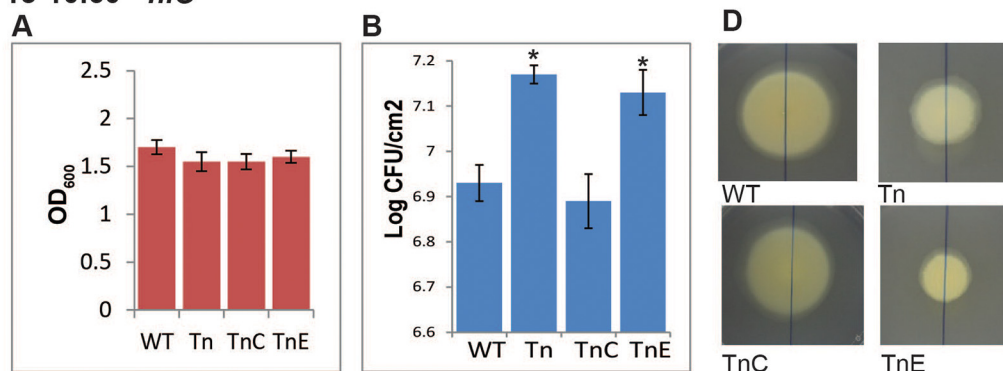 A
B
D
OD600
2.5
2
1.5
1
0.5
0
WT Tn TnC TnE
Log CFU/cm2
7.2
7.1
7
6.9
6.8
6.7
6.6
*
*
WT Tn TnC TnE
WT
Tn
TnC
TnE